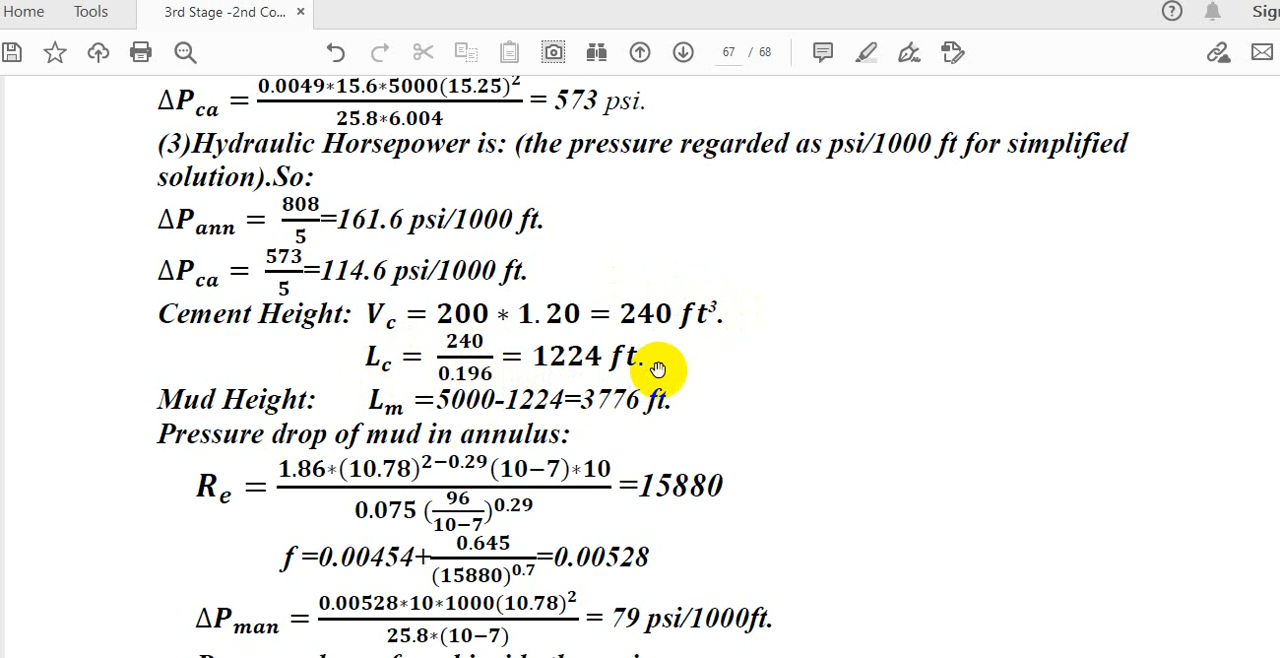 Home Tools 3rd Stage -2nd Co... × ? Sig
67 / 68
ΔP_ca = 0.0049*15.6*5000(15.25)² / 25.8*6.004 = 573 psi.
(3)Hydraulic Horsepower is: (the pressure regarded as psi/1000 ft for simplified
solution).So:
ΔP_ann = 808/5 =161.6 psi/1000 ft.
ΔP_ca = 573/5 =114.6 psi/1000 ft.
Cement Height: V_c = 200 * 1.20 = 240 ft³.
L_c = 240/0.196 = 1224 ft.
Mud Height: L_m =5000-1224=3776 ft.
Pressure drop of mud in annulus:
R_e = 1.86*(10.78)^2−0.29 (10−7)*10 / 0.075 (96/10−7)^0.29 =15880
f =0.00454+ 0.645/(15880)^0.7 =0.00528
ΔP_man = 0.00528*10*1000(10.78)² / 25.8*(10−7) = 79 psi/1000ft.